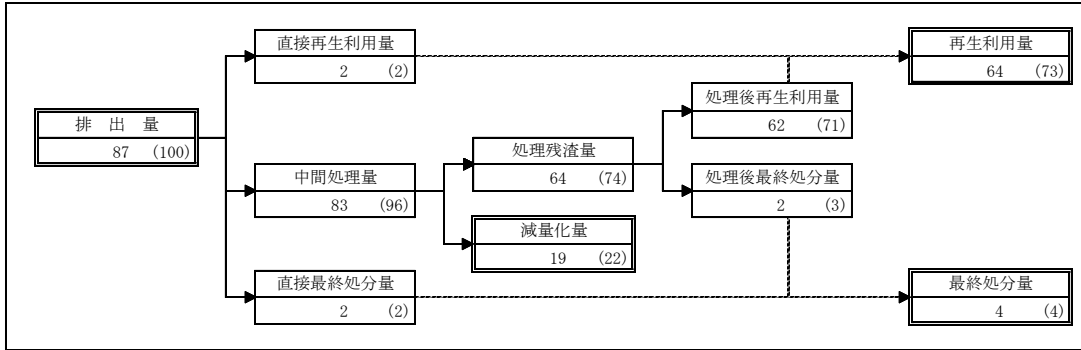 直接再生利用量
2 (2)
再生利用量
64 (73)
処理後再生利用量
62 (71)
排 出 量
87 (100)
処理残渣量
64 (74)
中間処理量
83 (96)
処理後最終処分量
2 (3)
減量化量
19 (22)
直接最終処分量
2 (2)
最終処分量
4 (4)